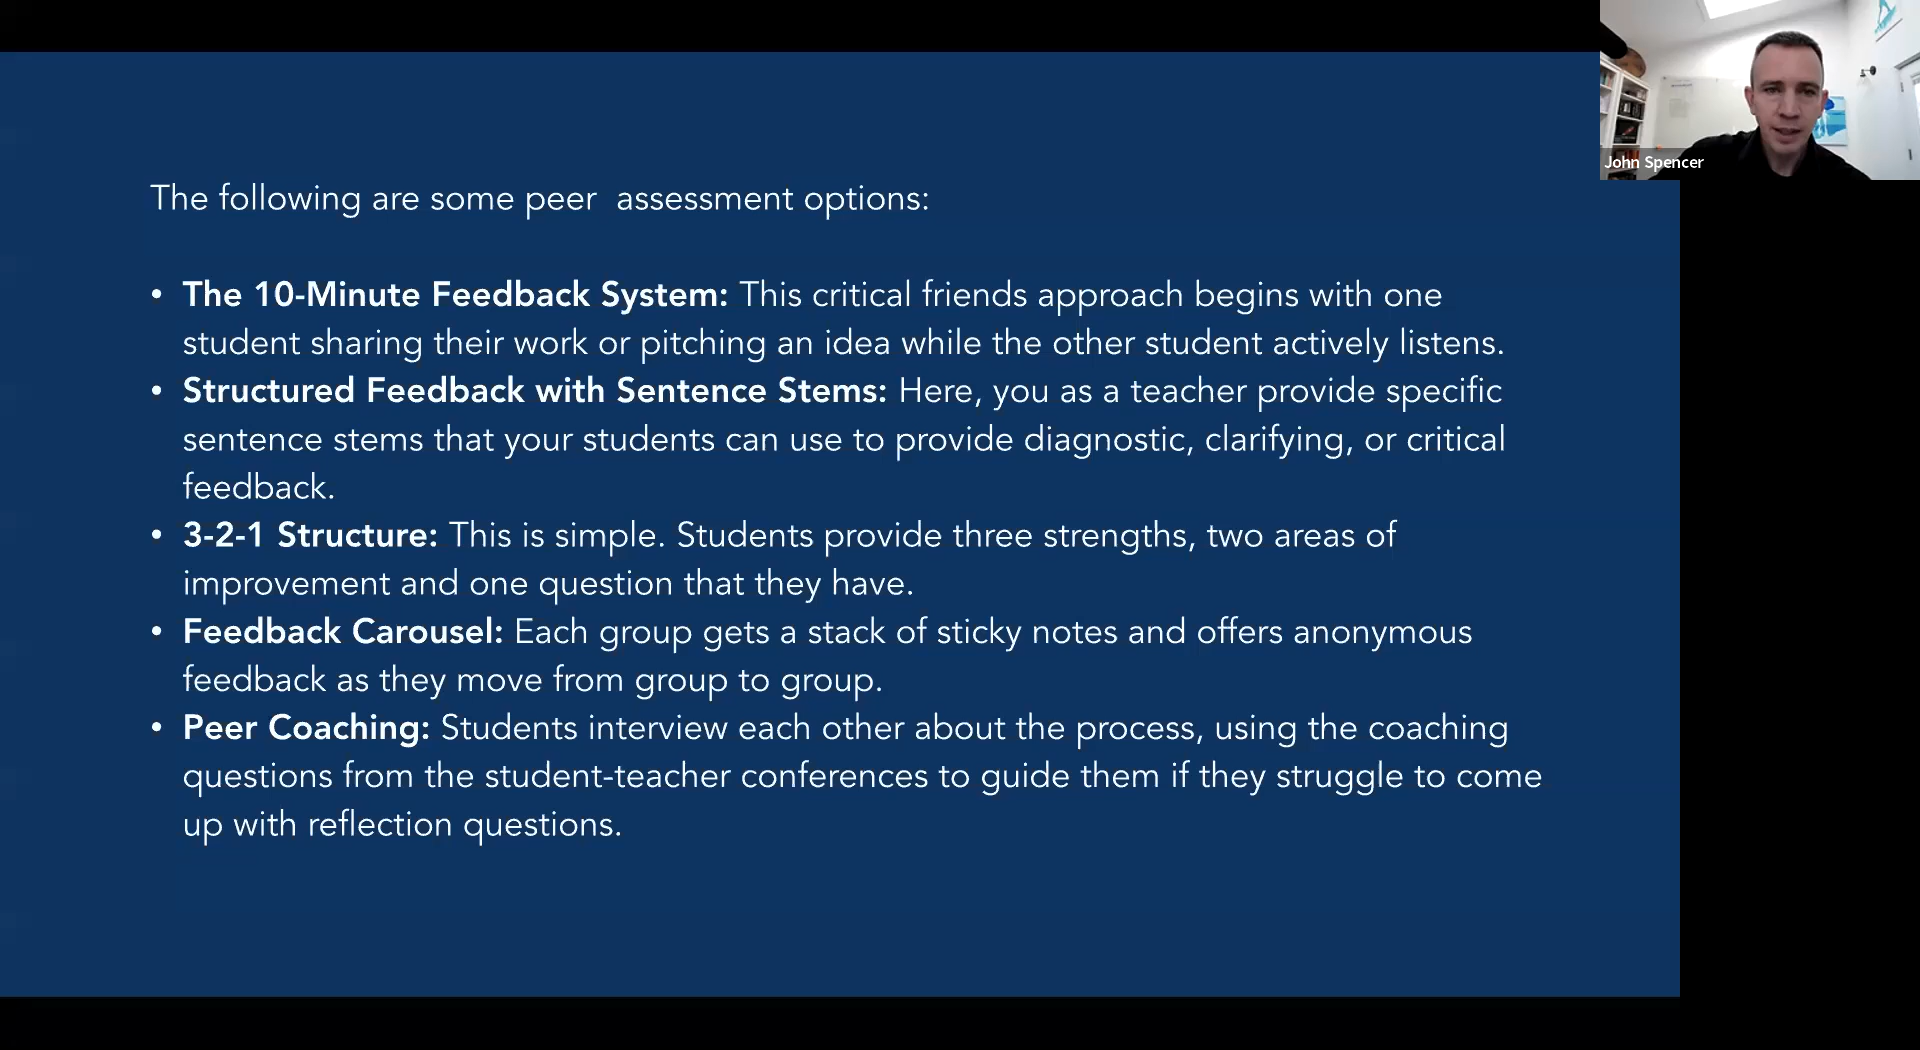 The following are some peer  assessment options:
• The 10-Minute Feedback System: This critical friends approach begins with one
student sharing their work or pitching an idea while the other student actively listens.
• Structured Feedback with Sentence Stems: Here, you as a teacher provide specific
sentence stems that your students can use to provide diagnostic, clarifying, or critical
feedback.
• 3-2-1 Structure: This is simple. Students provide three strengths, two areas of
improvement and one question that they have.
• Feedback Carousel: Each group gets a stack of sticky notes and offers anonymous
feedback as they move from group to group.
• Peer Coaching: Students interview each other about the process, using the coaching
questions from the student-teacher conferences to guide them if they struggle to come
up with reflection questions.
John Spencer